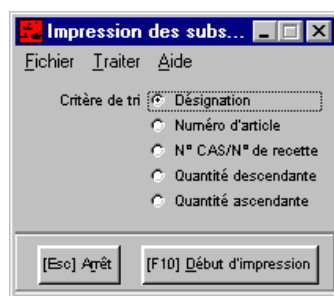 Impression des subs...
Fichier Traiter Aide
Critère de tri Désignation
Numéro d'article
N° CAS/N° de recette
Quantité descendante
Quantité ascendante
[Esc] Arrêt [F10] Début d'impression